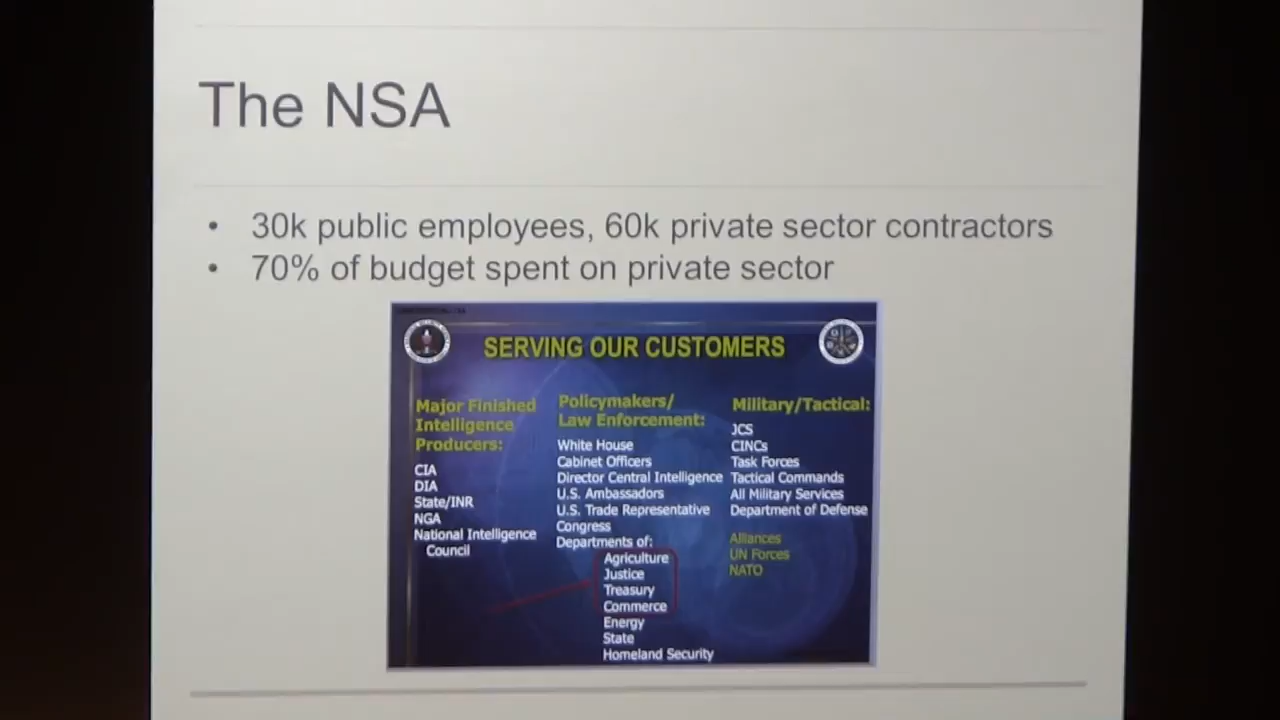 The NSA
• 30k public employees, 60k private sector contractors
• 70% of budget spent on private sector
SERVING OUR CUSTOMERS
Major Finished
Intelligence
Producers:
CIA
DIA
State/INR
NGA
National Intelligence
Council
Policymakers/
Law Enforcement:
White House
Cabinet Officers
Director Central Intelligence
U.S. Ambassadors
U.S. Trade Representative
Congress
Departments of:
Agriculture
Justice
Treasury
Commerce
Energy
State
Homeland Security
Military/Tactical:
JCS
CINCs
Task Forces
Tactical Commands
All Military Services
Department of Defense
Alliances
UN Forces
NATO